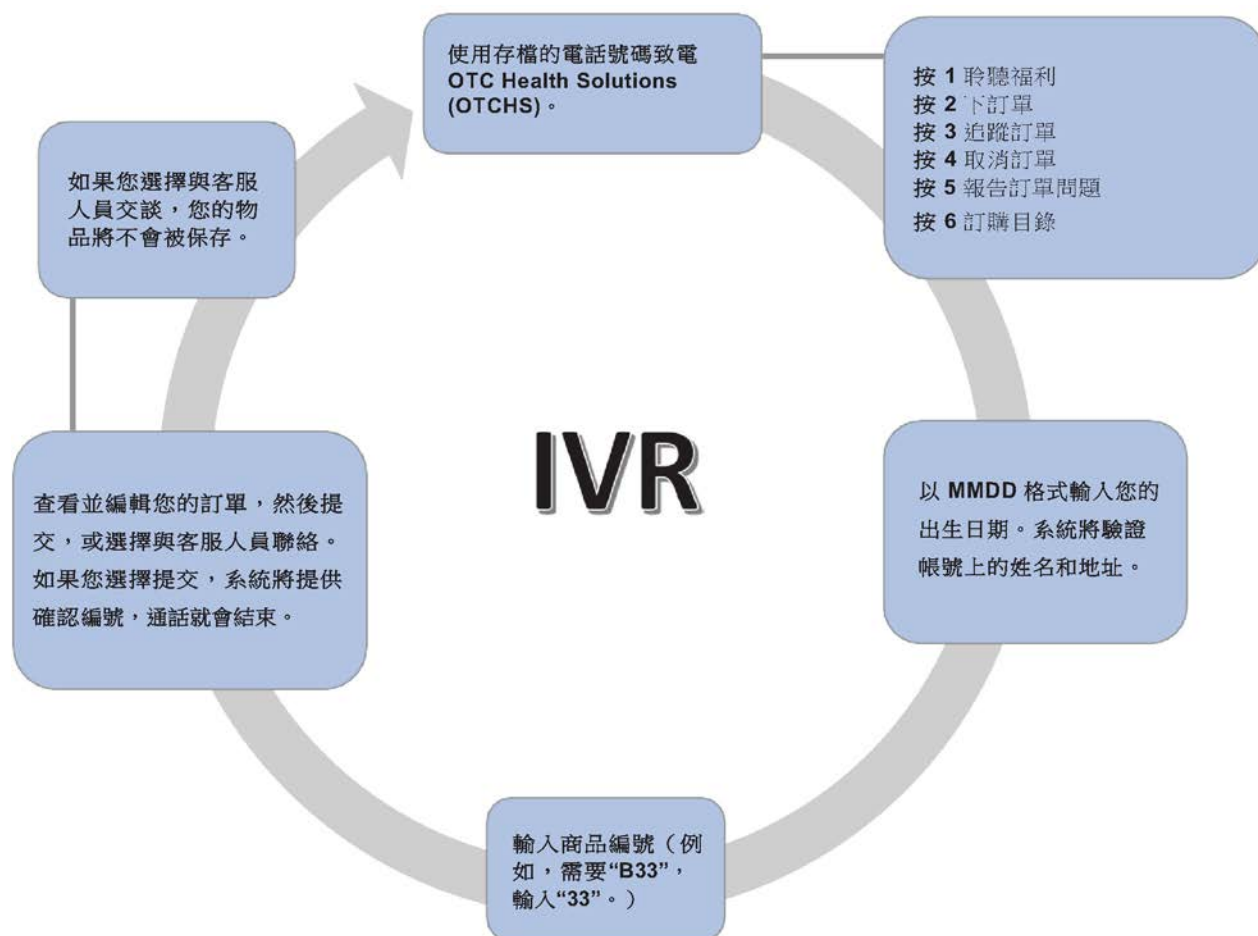 使用存檔的電話號碼致電
OTC Health Solutions
(OTCHS)。
按 1 聆聽福利
按 2 下訂單
按 3 追蹤訂單
按 4 取消訂單
按 5 報告訂單問題
按 6 訂購目錄
以 MMDD 格式輸入您的
出生日期。系統將驗證
帳號上的姓名和地址。
輸入商品編號（例
如，需要“B33”，
輸入“33”。）
查看並編輯您的訂單，然後提
交，或選擇與客服人員聯絡。
如果您選擇提交，系統將提供
確認編號，通話就會結束。
如果您選擇與客服
人員交談，您的物
品將不會被保存。
IVR